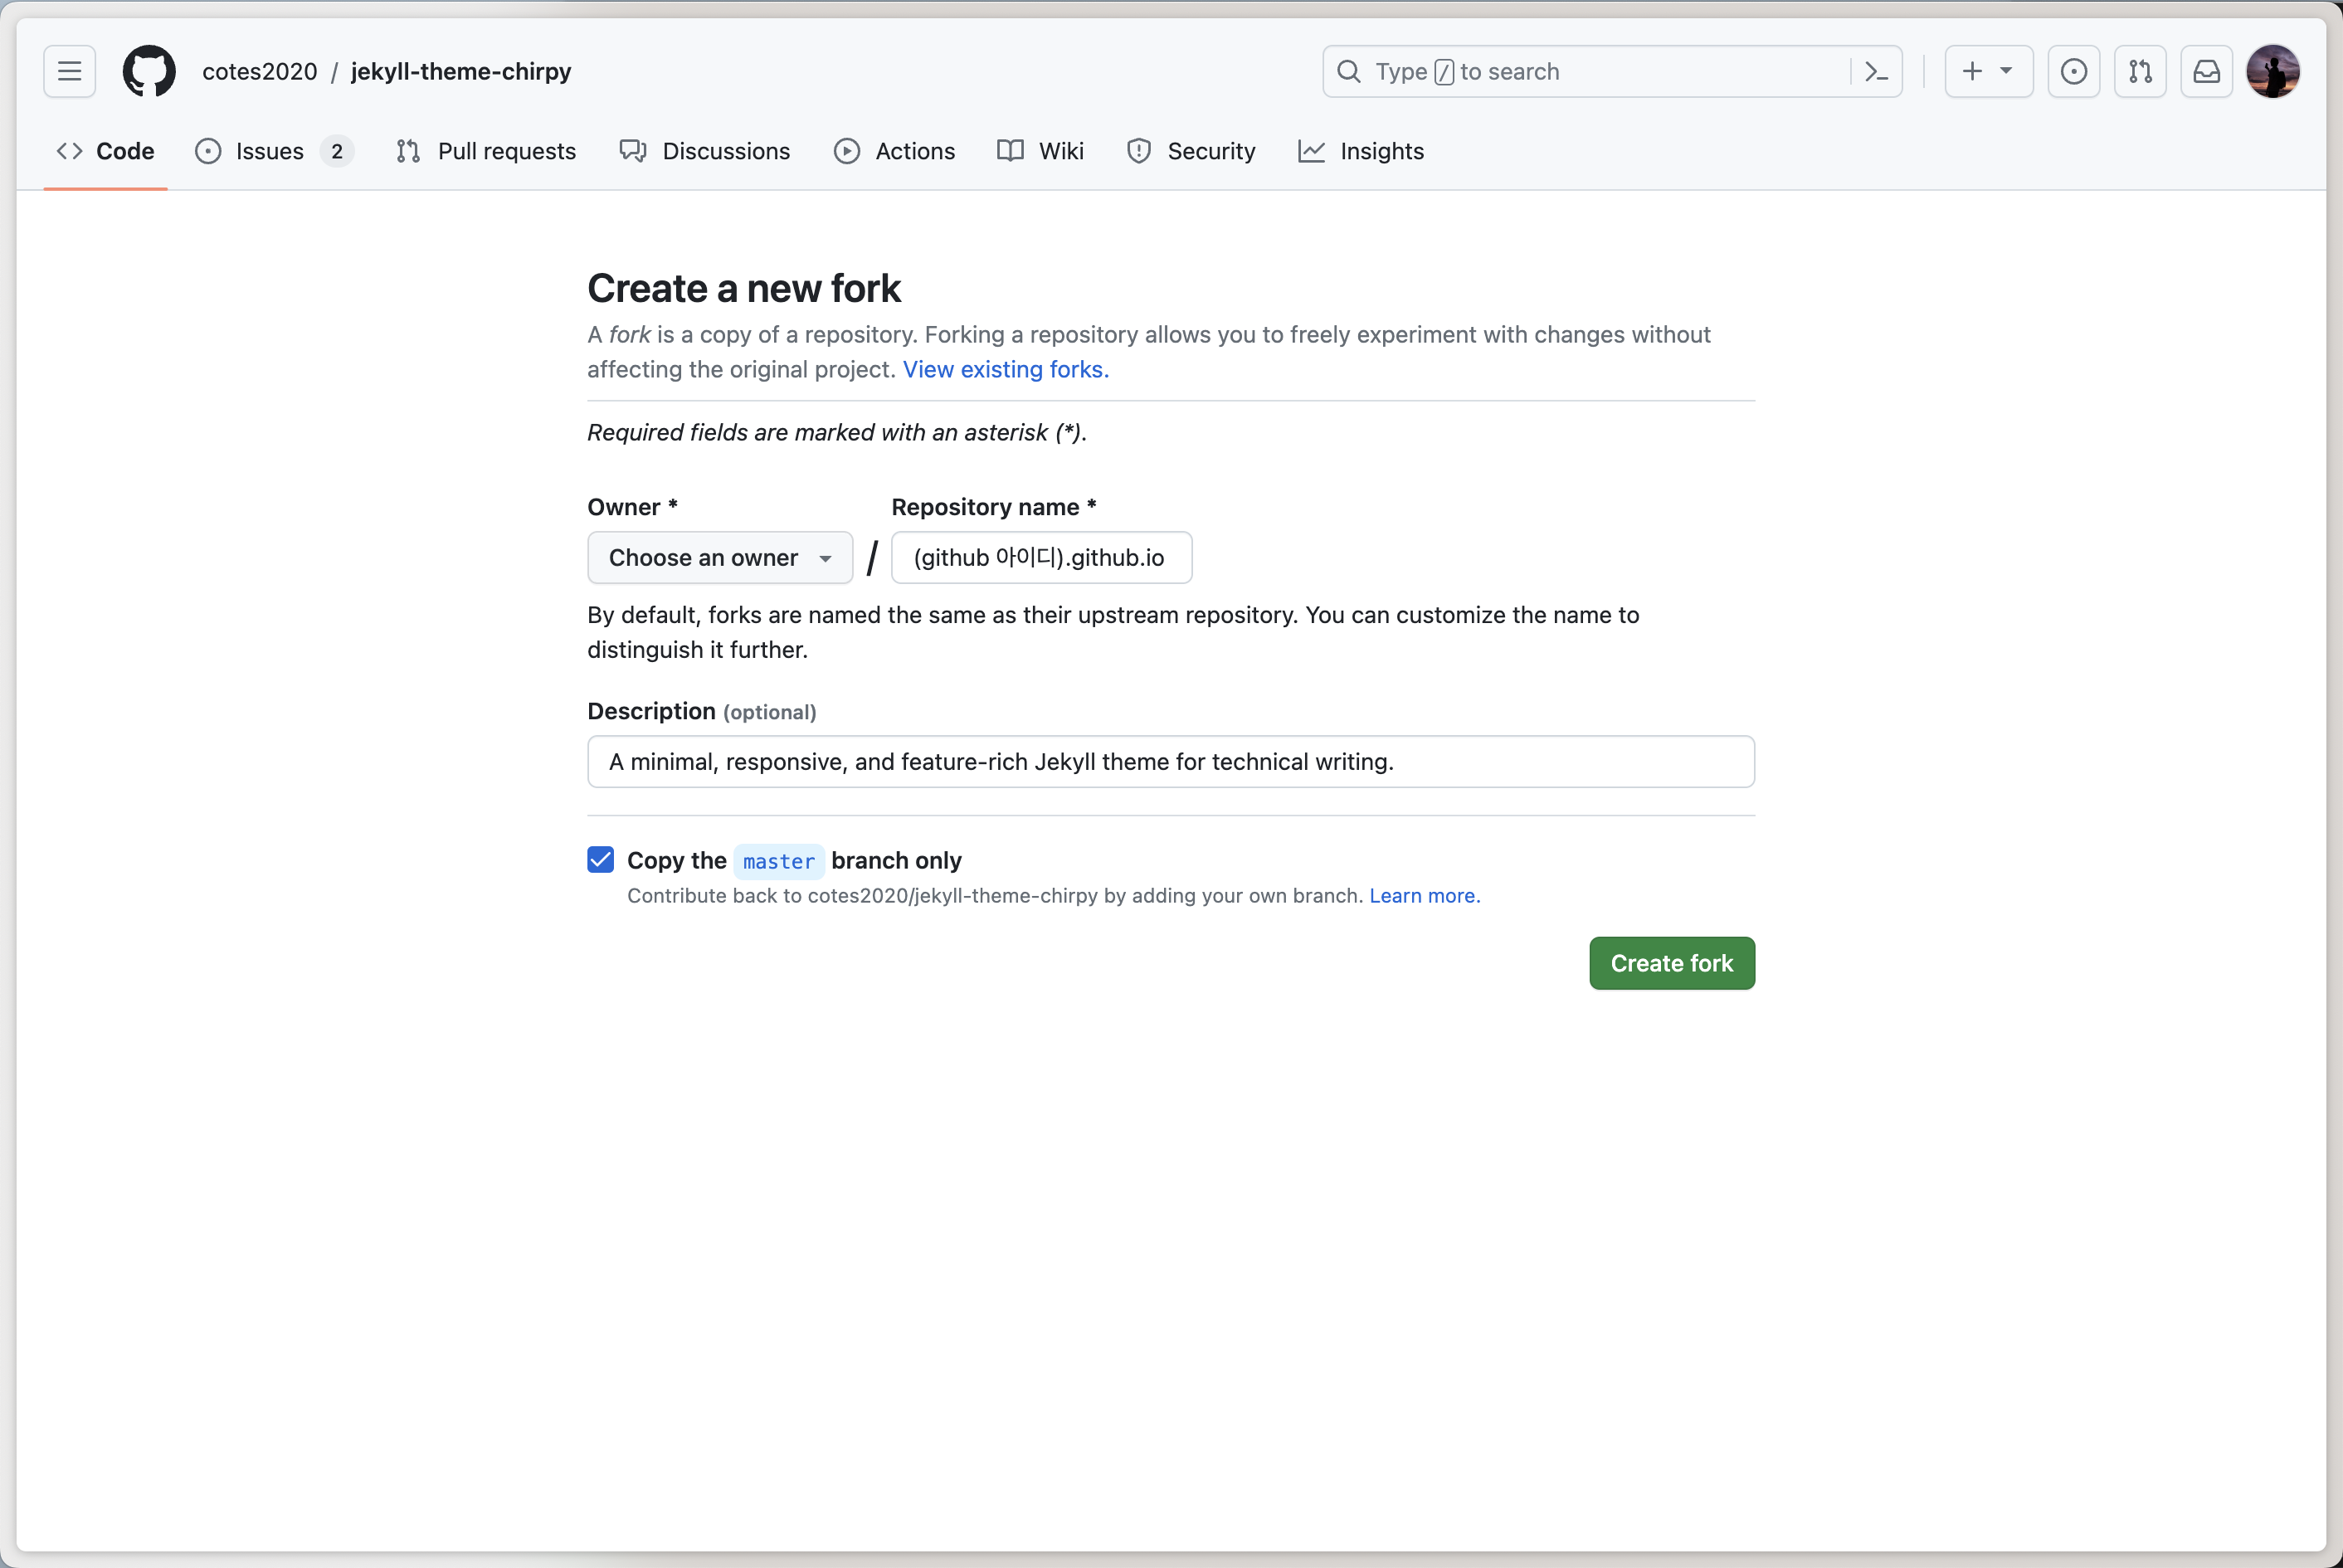 cotes2020 / jekyll-theme-chirpy
Type / to search
Code
Issues 2
Pull requests
Discussions
Actions
Wiki
Security
Insights
Create a new fork
A fork is a copy of a repository. Forking a repository allows you to freely experiment with changes without
affecting the original project. View existing forks.
Required fields are marked with an asterisk (*).
Owner *
Repository name *
Choose an owner
/
(github 아이디).github.io
By default, forks are named the same as their upstream repository. You can customize the name to
distinguish it further.
Description (optional)
A minimal, responsive, and feature-rich Jekyll theme for technical writing.
Copy the master branch only
Contribute back to cotes2020/jekyll-theme-chirpy by adding your own branch. Learn more.
Create fork